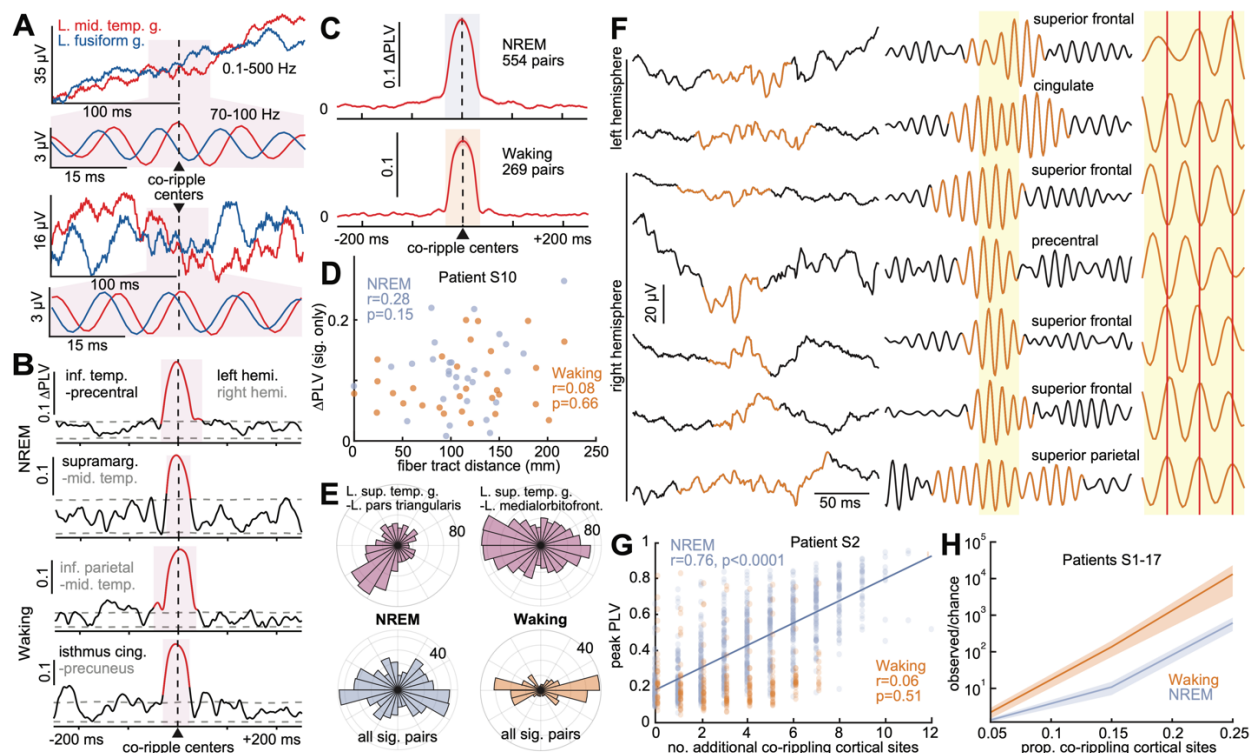 A
L. mid. temp. g.
L. fusiform g.
35 µV
0.1-500 Hz
100 ms
70-100 Hz
3 µV
15 ms
co-ripple
centers
16 µV
100 ms
3 µV
15 ms
B
NREM
0.1 ΔPLV
inf. temp.
-precentral
left hemi.
right hemi.
0.1
supramarg.
-mid. temp.
Waking
0.1
inf. parietal
-mid. temp.
0.1
isthmus cing.
-precuneus
-200 ms
+200 ms
co-ripple centers
C
0.1 ΔPLV
NREM
554 pairs
0
0.1
Waking
269 pairs
0
-200 ms
+200 ms
co-ripple centers
D
Patient S10
NREM
r=0.28
p=0.15
Waking
r=0.08
p=0.66
ΔPLV (sig. only)
0.2
0
0 50 100 150 200 250
fiber tract distance (mm)
E
L. sup. temp. g.
-L. pars triangularis
80
L. sup. temp. g.
-L. medialorbitofront.
80
NREM
40
all sig. pairs
Waking
40
all sig. pairs
F
left hemisphere
superior frontal
cingulate
right hemisphere
superior frontal
precentral
20 µV
superior frontal
superior frontal
superior parietal
50 ms
G
Patient S2
NREM
r=0.76, p<0.0001
Waking
r=0.06
p=0.51
peak PLV
1
0.8
0.6
0.4
0.2
0
0 2 4 6 8 10 12
no. additional co-rippling cortical sites
H
Patients S1-17
observed/chance
10⁵
10⁴
10³
10²
10¹
Waking
NREM
0.05 0.1 0.15 0.2 0.25
prop. co-rippling cortical sites